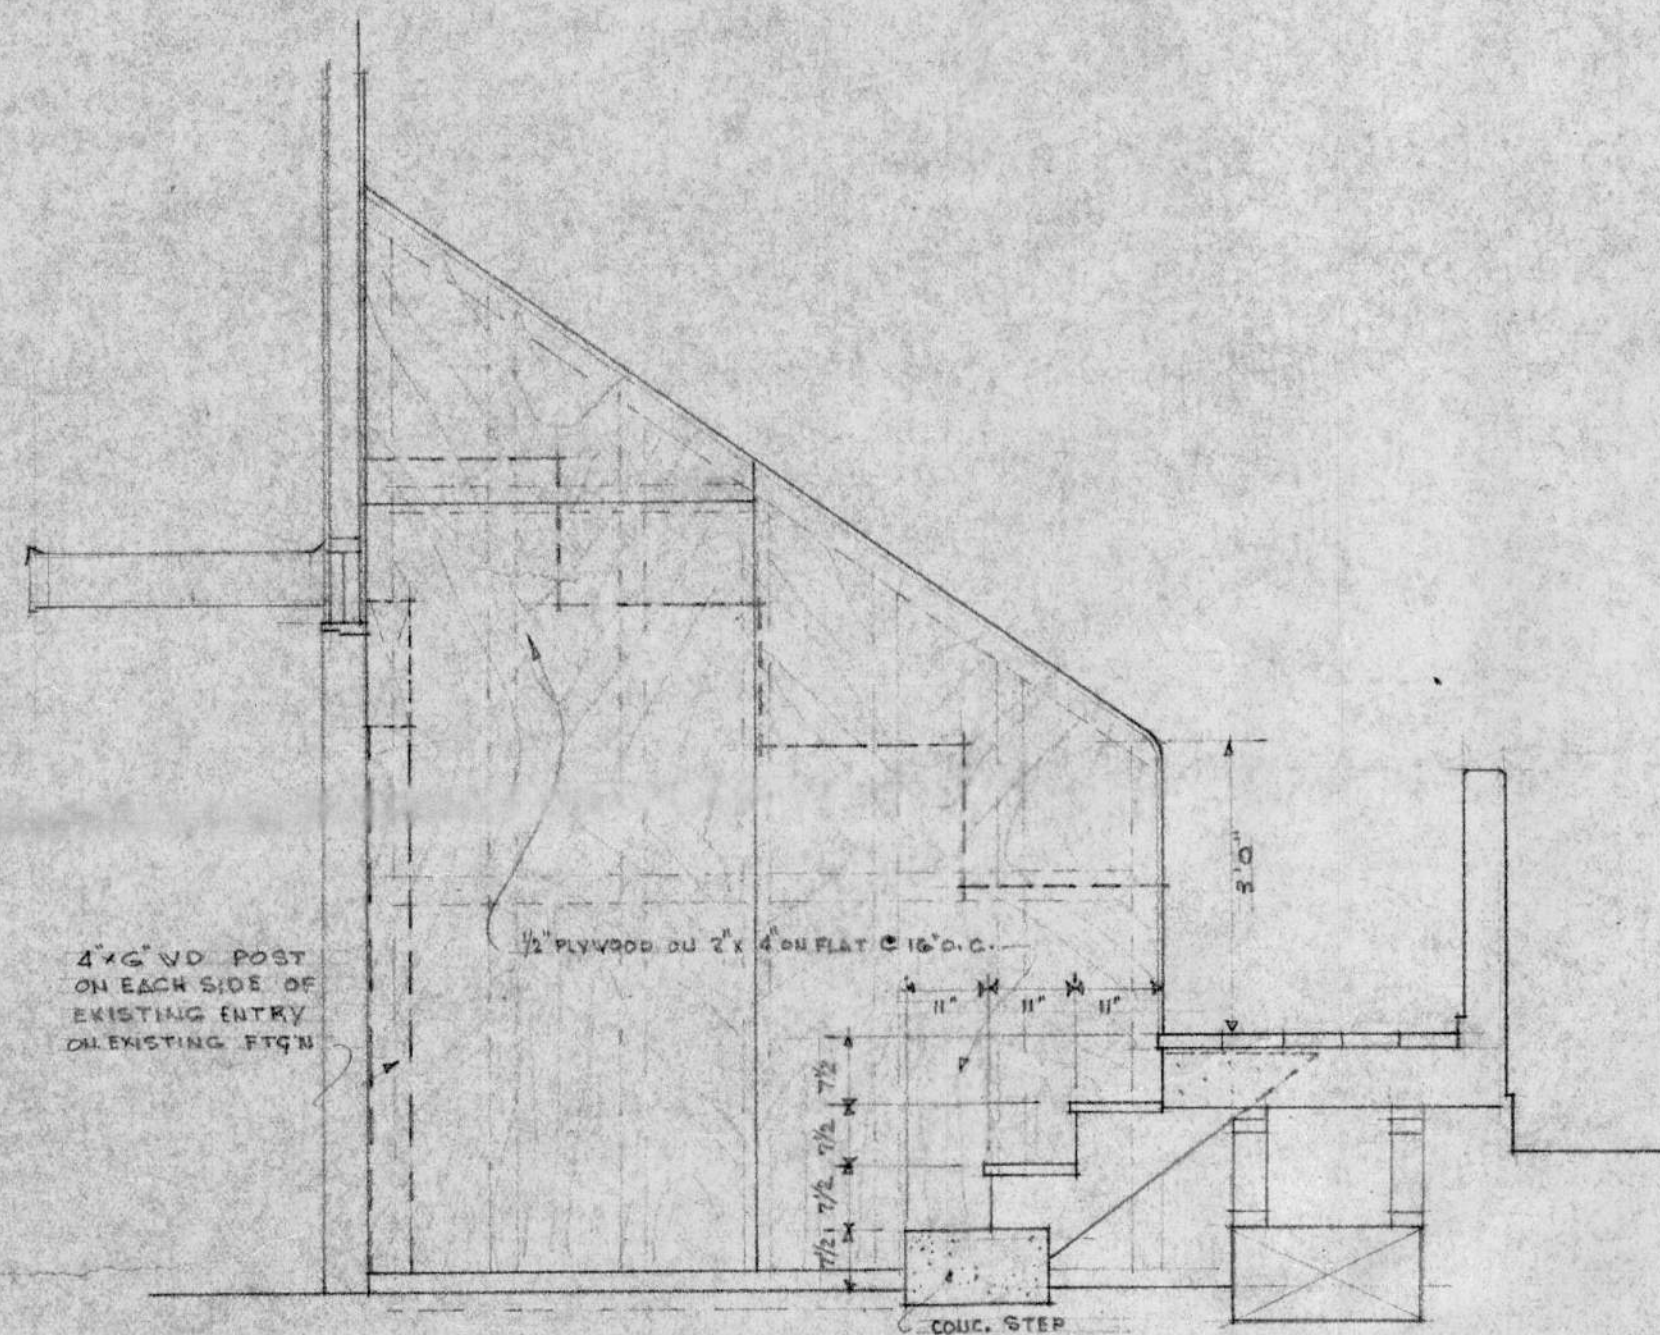 1/2" PLYWOOD ON 2" X 4" ON FLAT @ 16" O.C.
4" X 6" WD POST
ON EACH SIDE OF
EXISTING ENTRY
ON EXISTING FTG'N
11" 11" 11"
3'0"
7 1/2
7 1/2
7 1/2
7 1/2
CONC. STEP